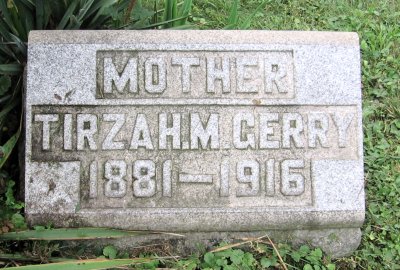 MOTHER
TIRZAH.M. GERRY
1881-1916